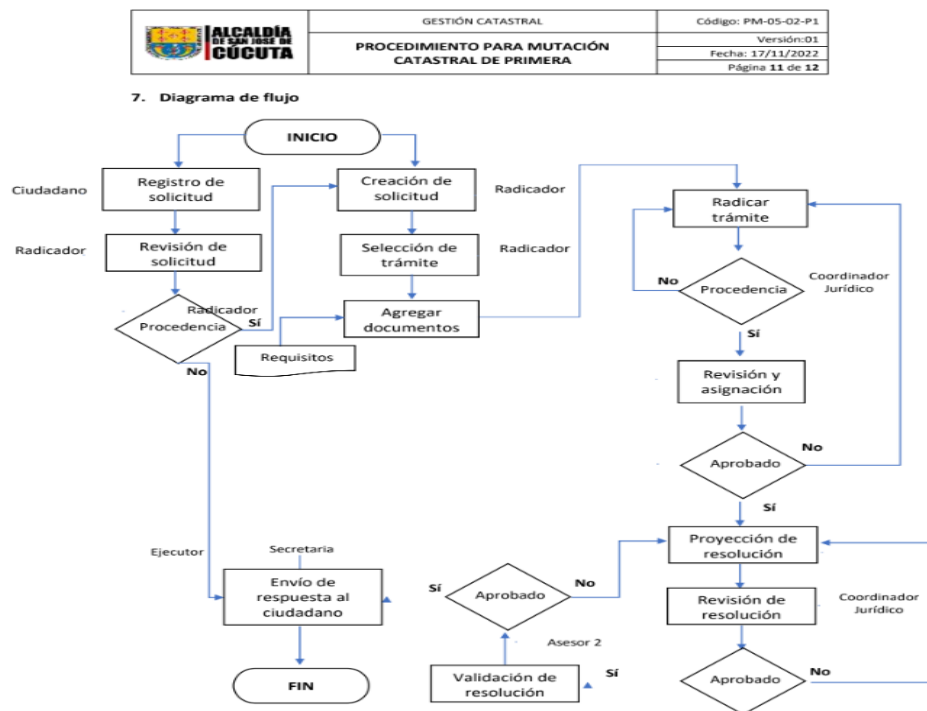 ALCALDÍA
DE SAN JOSÉ DE
CÚCUTA
GESTIÓN CATASTRAL
PROCEDIMIENTO PARA MUTACIÓN
CATASTRAL DE PRIMERA
Código: PM-05-02-P1
Versión:01
Fecha: 17/11/2022
Página 11 de 12
7. Diagrama de flujo
INICIO
Ciudadano
Registro de
solicitud
Creación de
solicitud
Radicador
Radicar
trámite
Radicador
Revisión de
solicitud
Selección de
trámite
Radicador
No
Procedencia
Coordinador
Jurídico
Radicador
Procedencia
Sí
Agregar
documentos
Requisitos
Sí
No
Revisión y
asignación
Aprobado
No
Sí
Proyección de
resolución
Ejecutor
Secretaria
Envío de
respuesta al
ciudadano
Sí
Aprobado
No
Revisión de
resolución
Coordinador
Jurídico
Asesor 2
FIN
Validación de
resolución
Sí
Aprobado
No